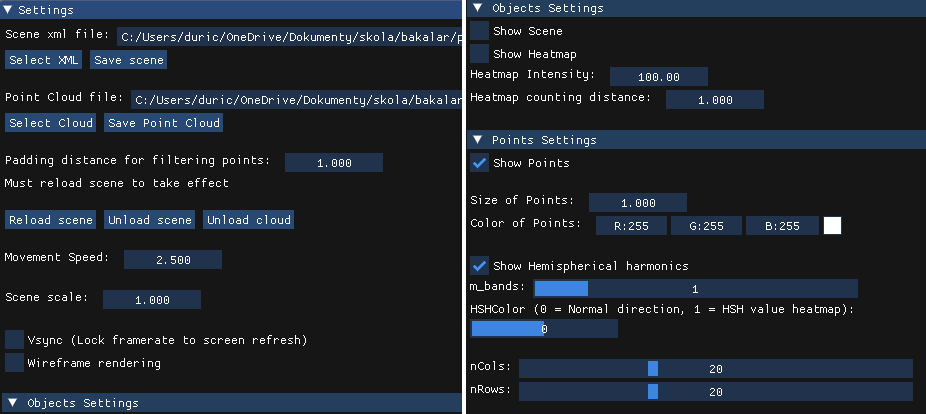 Settings
Scene xml file: C:/Users/duric/OneDrive/Dokumenty/skola/bakalar/p
Select XML Save scene
Point Cloud file: C:/Users/duric/OneDrive/Dokumenty/skola/bakalar
Select Cloud Save Point Cloud
Padding distance for filtering points: 1.000
Must reload scene to take effect
Reload scene Unload scene Unload cloud
Movement Speed: 2.500
Scene scale: 1.000
Vsync (Lock framerate to screen refresh)
Wireframe rendering
Objects Settings
Objects Settings
Show Scene
Show Heatmap
Heatmap Intensity: 100.00
Heatmap counting distance: 1.000
Points Settings
Show Points
Size of Points: 1.000
Color of Points: R:255 G:255 B:255
Show Hemispherical harmonics
m_bands: 1
HSHColor (0 = Normal direction, 1 = HSH value heatmap):
0
nCols: 20
nRows: 20